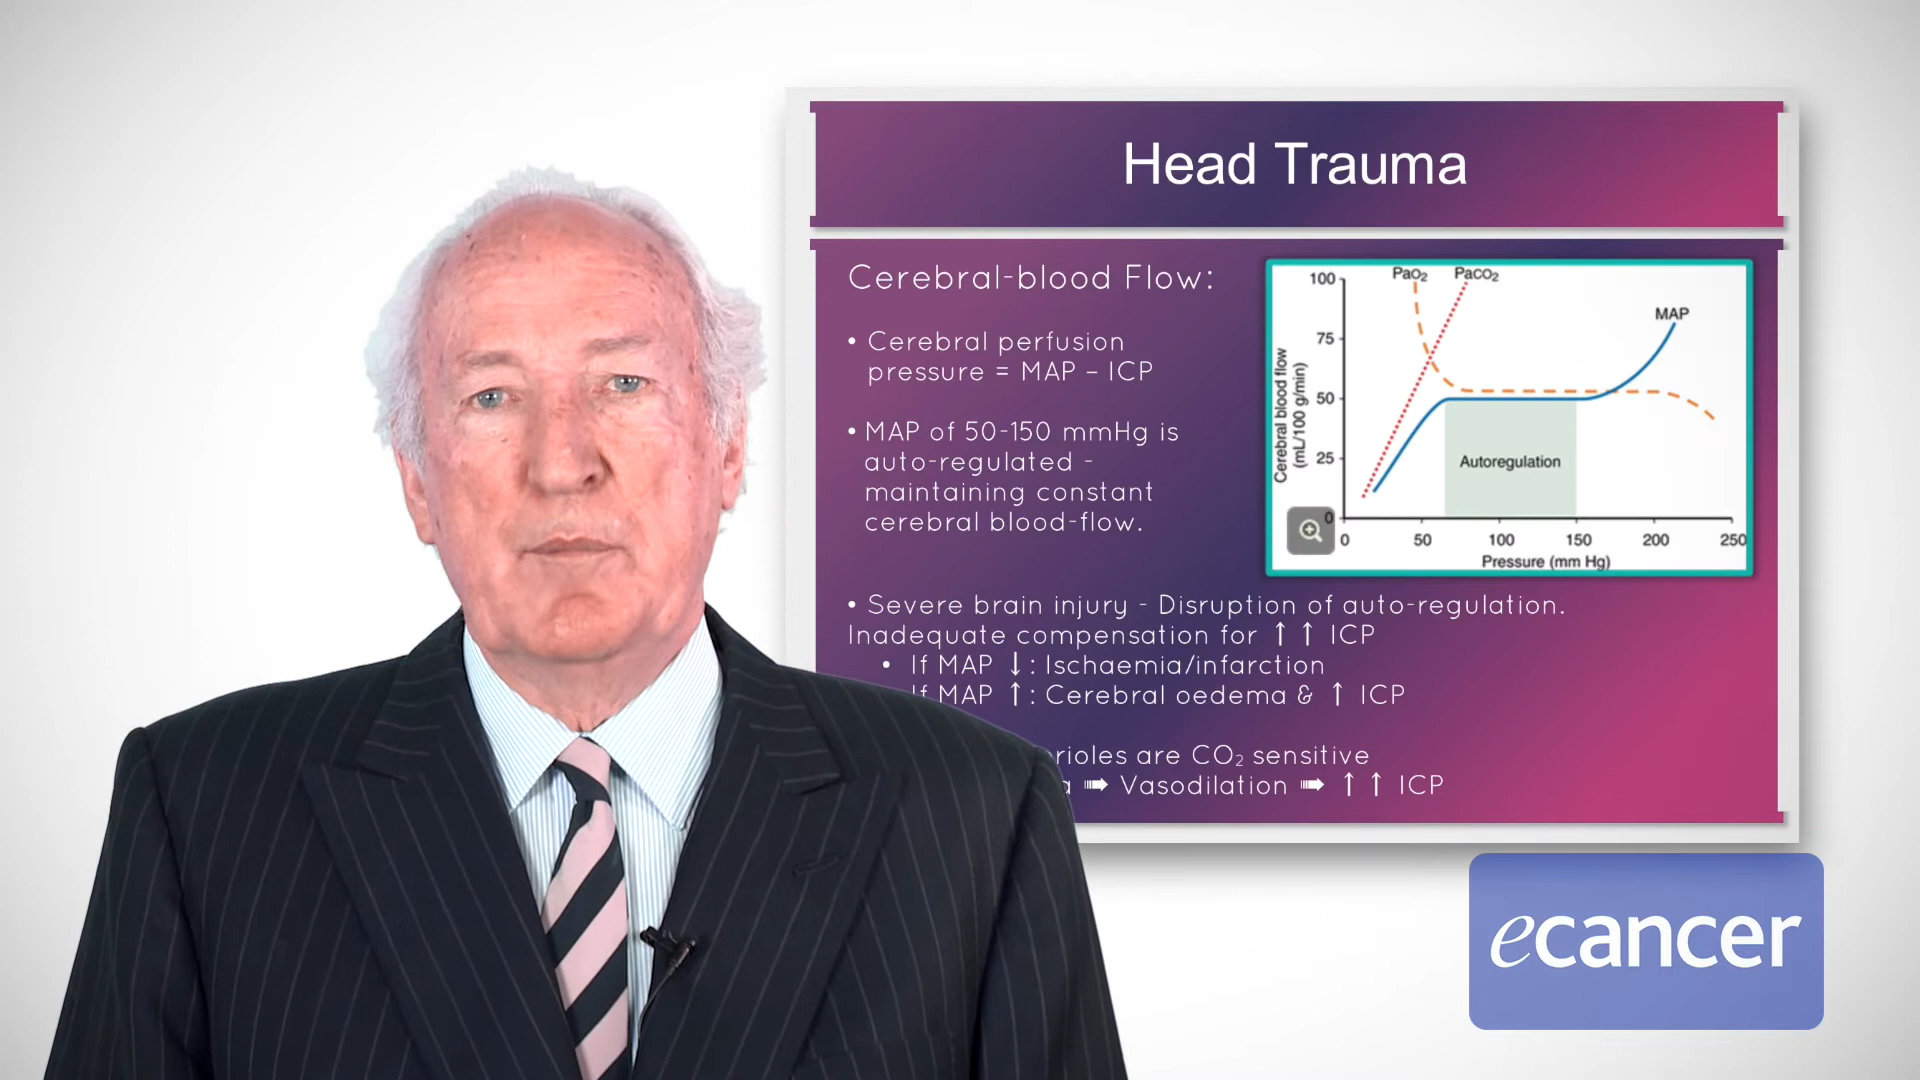 Head Trauma
Cerebral-blood Flow:
• Cerebral perfusion
pressure = MAP – ICP
• MAP of 50-150 mmHg is
auto-regulated -
maintaining constant
cerebral blood-flow.
100
75
50
25
0
Cerebral blood flow
(mL/100 g/min)
PaO₂
PaCO₂
MAP
Autoregulation
0 50 100 150 200 250
Pressure (mm Hg)
• Severe brain injury - Disruption of auto-regulation.
Inadequate compensation for ↑ ↑ ICP
• If MAP ↓: Ischaemia/infarction
If MAP ↑: Cerebral oedema & ↑ ICP
are CO₂ sensitive
➠ Vasodilation ➠ ↑ ↑ ICP
ecancer